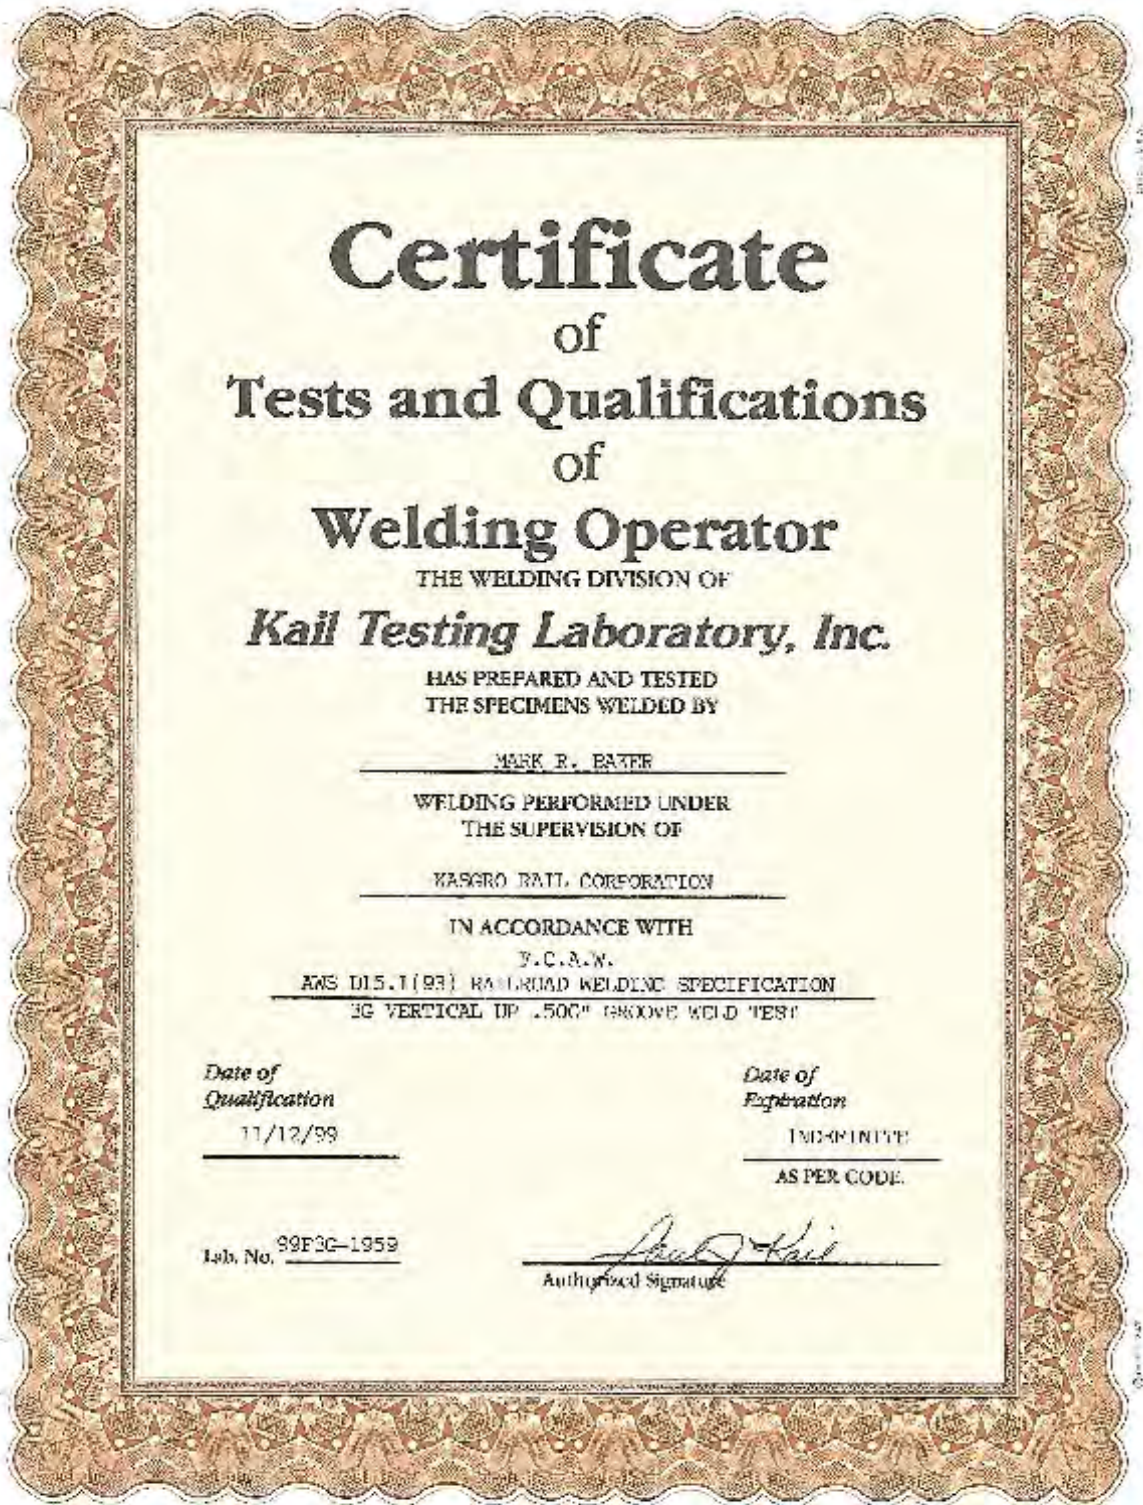 Certificate
of
Tests and Qualifications
of
Welding Operator
THE WELDING DIVISION OF
Kail Testing Laboratory, Inc.
HAS PREPARED AND TESTED
THE SPECIMENS WELDED BY
MARK R. BAKER
WELDING PERFORMED UNDER
THE SUPERVISION OF
KASGRO RAIL CORPORATION
IN ACCORDANCE WITH
F.C.A.W.
AWS D15.1(93) RAILROAD WELDING SPECIFICATION
3G VERTICAL UP .500" GROOVE WELD TEST
Date of
Qualification
11/12/99
Date of
Expiration
INDEFINITE
AS PER CODE.
Lab. No. 99F3G-1959
Paul J Kail
Authorized Signature